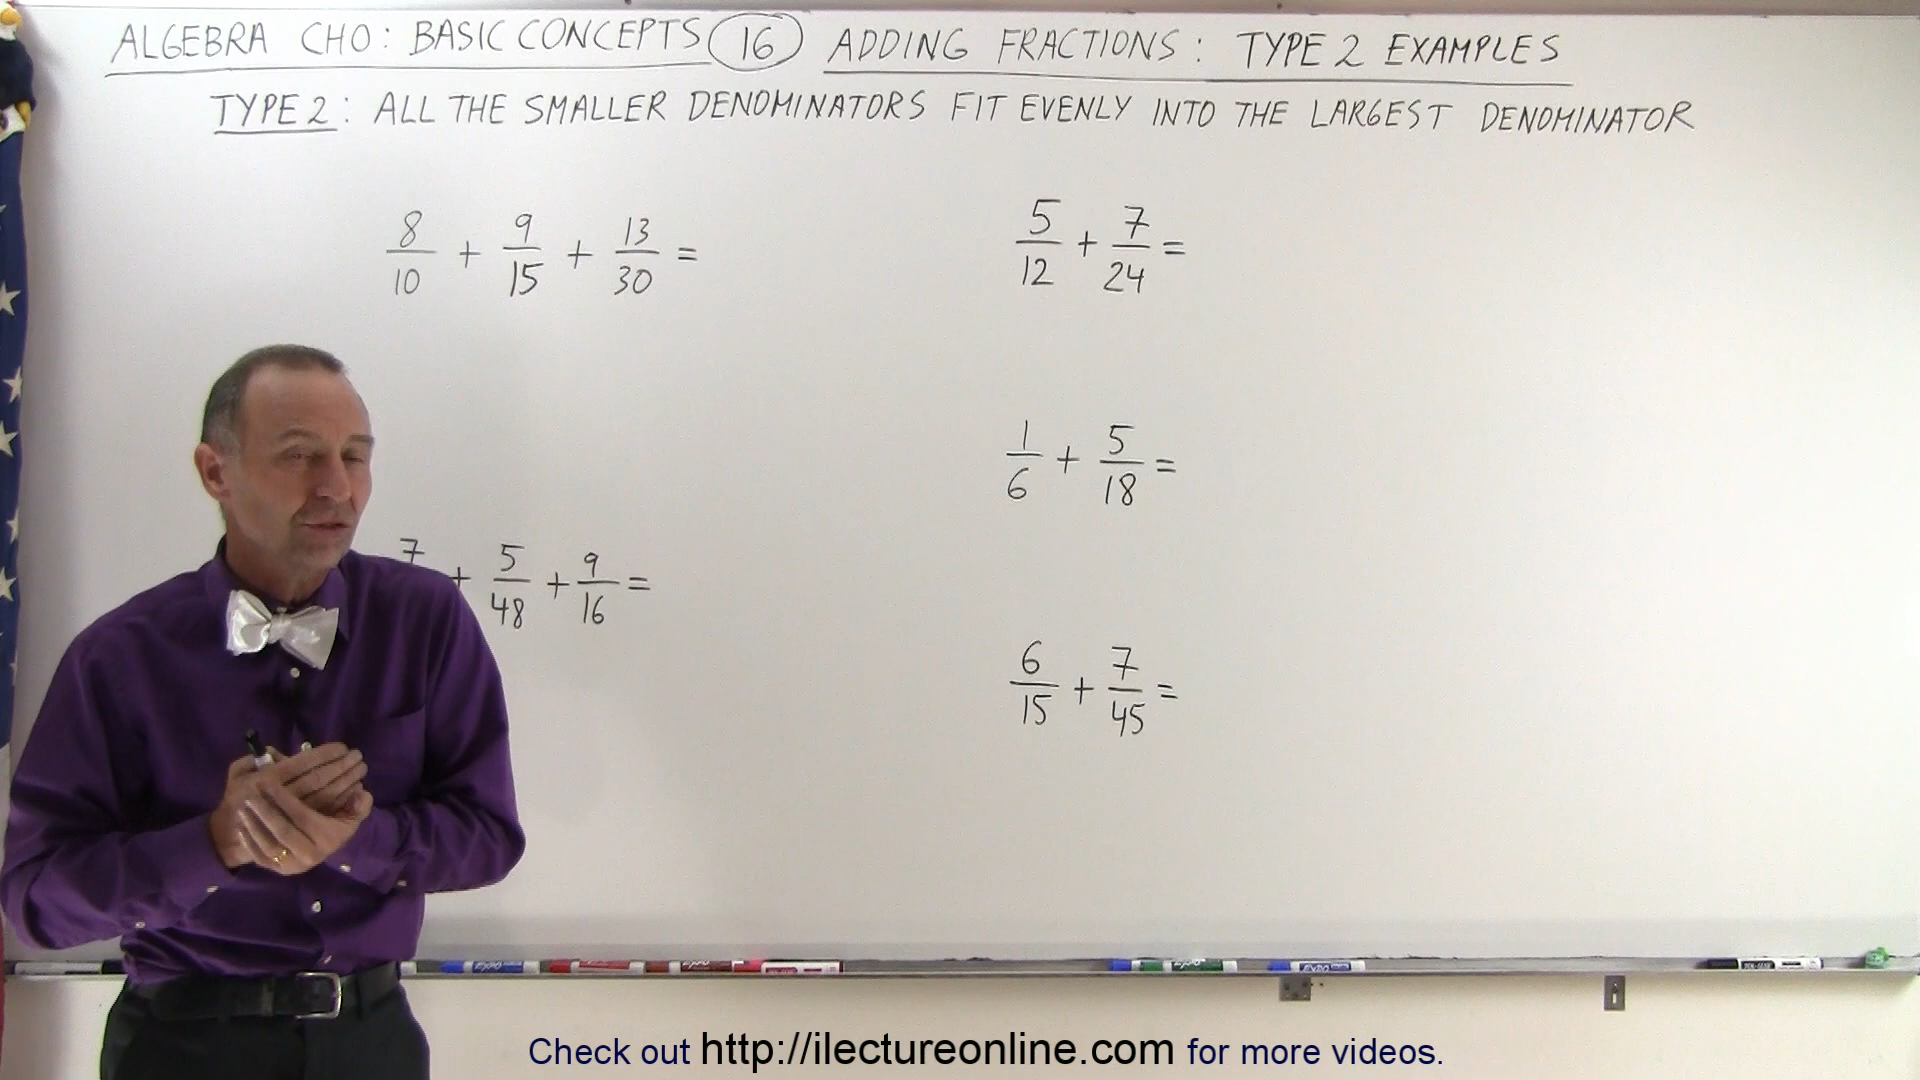 ALGEBRA CHO: BASIC CONCEPTS 16 ADDING FRACTIONS: TYPE 2 EXAMPLES
TYPE 2: ALL THE SMALLER DENOMINATORS FIT EVENLY INTO THE LARGEST DENOMINATOR
8/10 + 9/15 + 13/30 =
5/12 + 7/24 =
1/6 + 5/18 =
7 + 5/48 + 9/16 =
6/15 + 7/45 =
Check out http://ilectureonline.com for more videos.